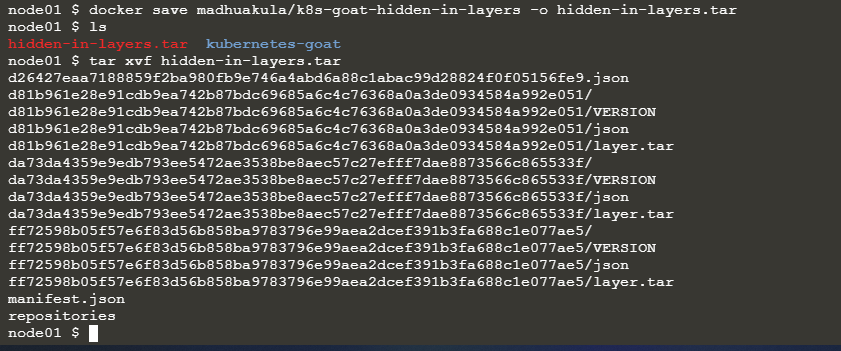 node01 $ docker save madhuakula/k8s-goat-hidden-in-layers -o hidden-in-layers.tar
node01 $ ls
hidden-in-layers.tar  kubernetes-goat
node01 $ tar xvf hidden-in-layers.tar
d26427eaa7188859f2ba980fb9e746a4abd6a88c1abac99d28824f0f05156fe9.json
d81b961e28e91cdb9ea742b87bdc69685a6c4c76368a0a3de0934584a992e051/
d81b961e28e91cdb9ea742b87bdc69685a6c4c76368a0a3de0934584a992e051/VERSION
d81b961e28e91cdb9ea742b87bdc69685a6c4c76368a0a3de0934584a992e051/json
d81b961e28e91cdb9ea742b87bdc69685a6c4c76368a0a3de0934584a992e051/layer.tar
da73da4359e9edb793ee5472ae3538be8aec57c27efff7dae8873566c865533f/
da73da4359e9edb793ee5472ae3538be8aec57c27efff7dae8873566c865533f/VERSION
da73da4359e9edb793ee5472ae3538be8aec57c27efff7dae8873566c865533f/json
da73da4359e9edb793ee5472ae3538be8aec57c27efff7dae8873566c865533f/layer.tar
ff72598b05f57e6f83d56b858ba9783796e99aea2dcef391b3fa688c1e077ae5/
ff72598b05f57e6f83d56b858ba9783796e99aea2dcef391b3fa688c1e077ae5/VERSION
ff72598b05f57e6f83d56b858ba9783796e99aea2dcef391b3fa688c1e077ae5/json
ff72598b05f57e6f83d56b858ba9783796e99aea2dcef391b3fa688c1e077ae5/layer.tar
manifest.json
repositories
node01 $